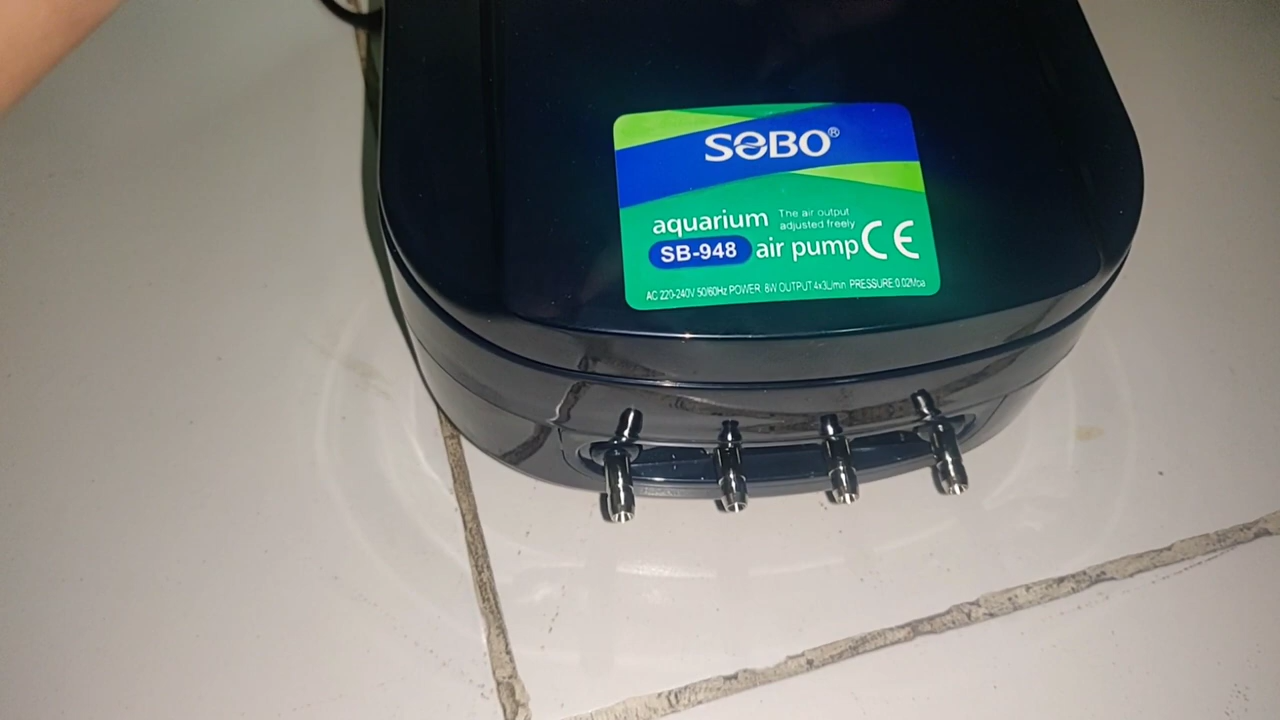 SOBO®
aquarium
The air output
adjusted freely
SB-948 air pump CE
AC 220-240V 50/60Hz POWER: 8W OUTPUT 4x3L/min PRESSURE:0.02Mpa